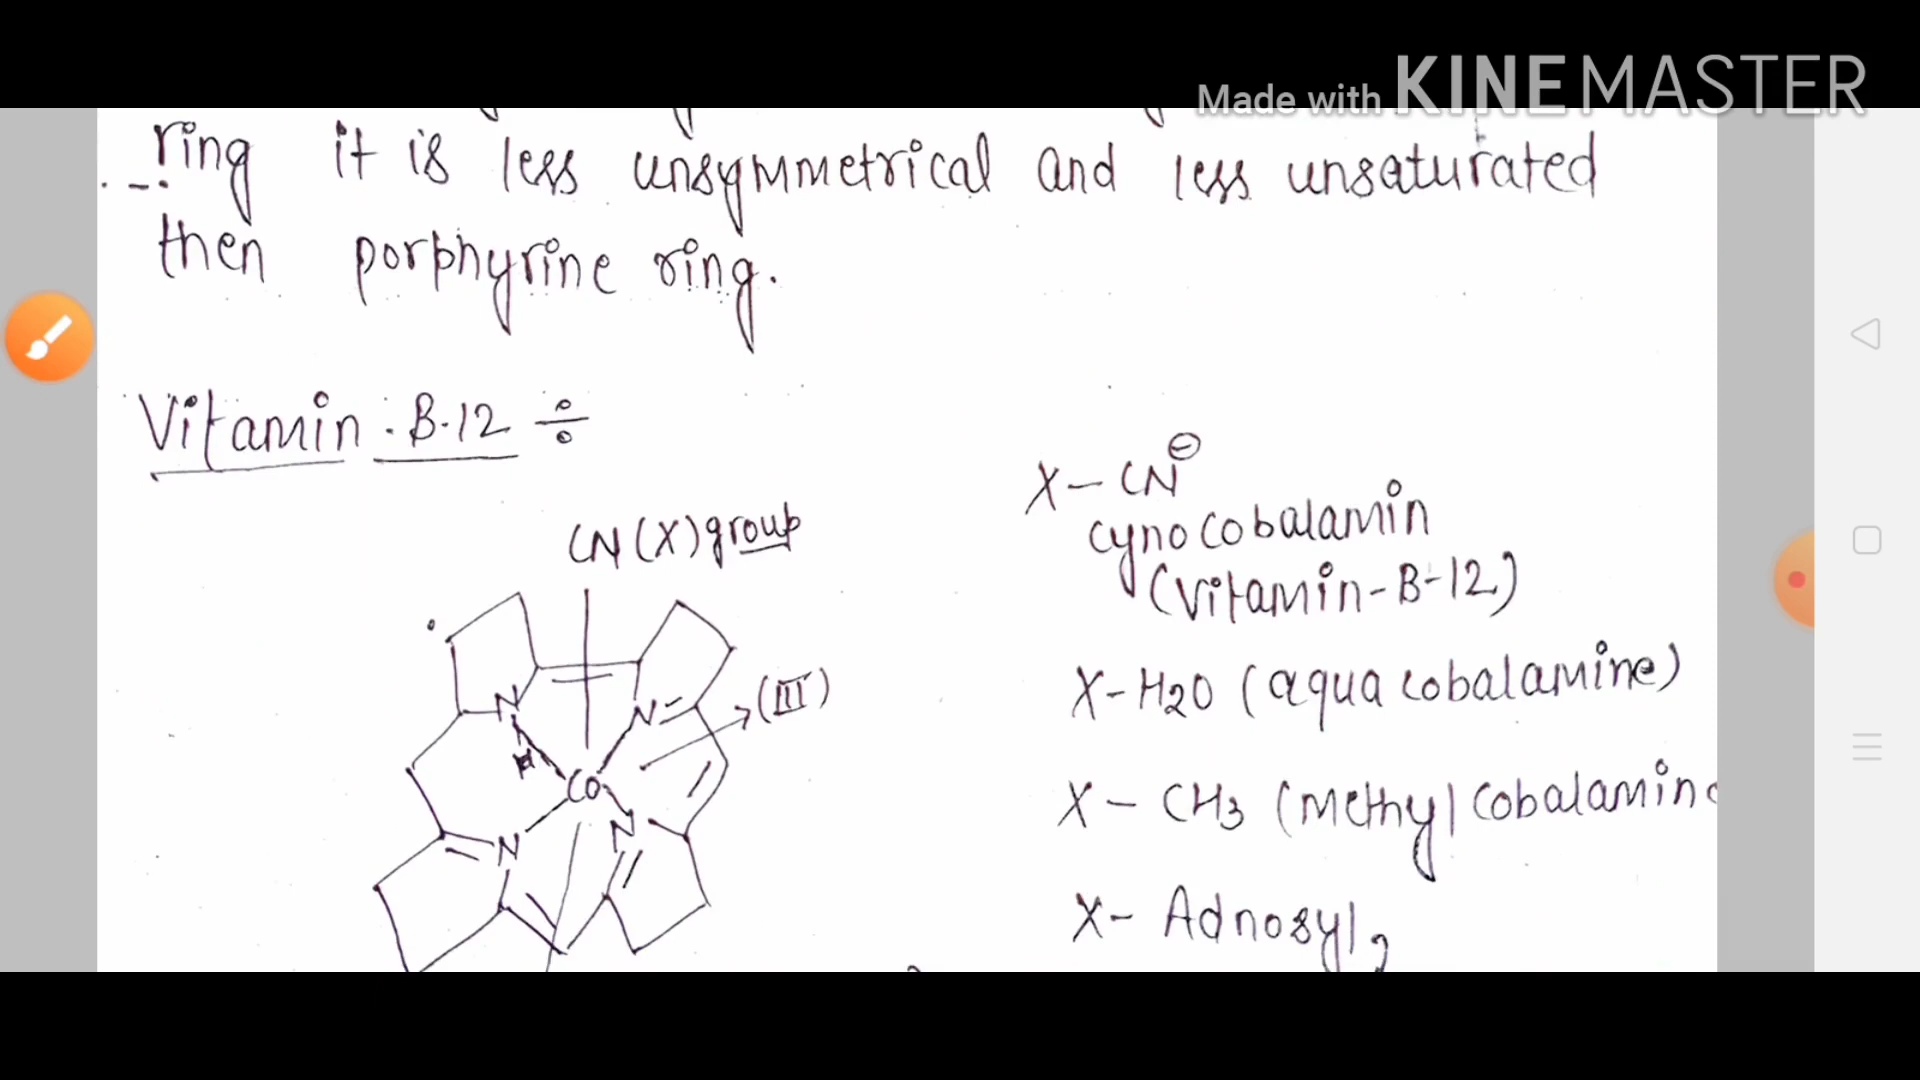 Made with KINEMASTER
ring it is less unsymmetrical and less unsaturated
then porphyrine ring.
Vitamin . B-12 ÷
X - CN⊖
cyno cobalamin
(Vitamin-B-12)
CN (X) group
X - H2O (aqua cobalamine)
X - CH3 (methyl cobalamin
X - Adnosyl
(III)
N
N
H
Co
N
N